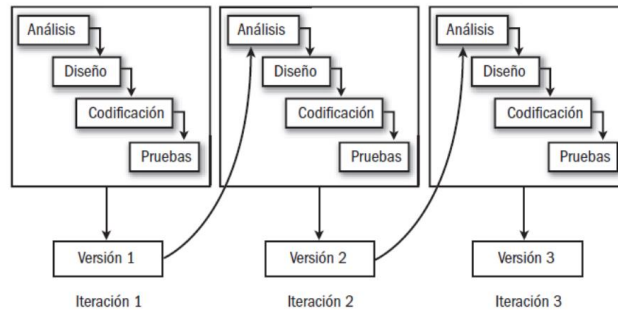 Análisis
Diseño
Codificación
Pruebas
Versión 1
Iteración 1
Análisis
Diseño
Codificación
Pruebas
Versión 2
Iteración 2
Análisis
Diseño
Codificación
Pruebas
Versión 3
Iteración 3